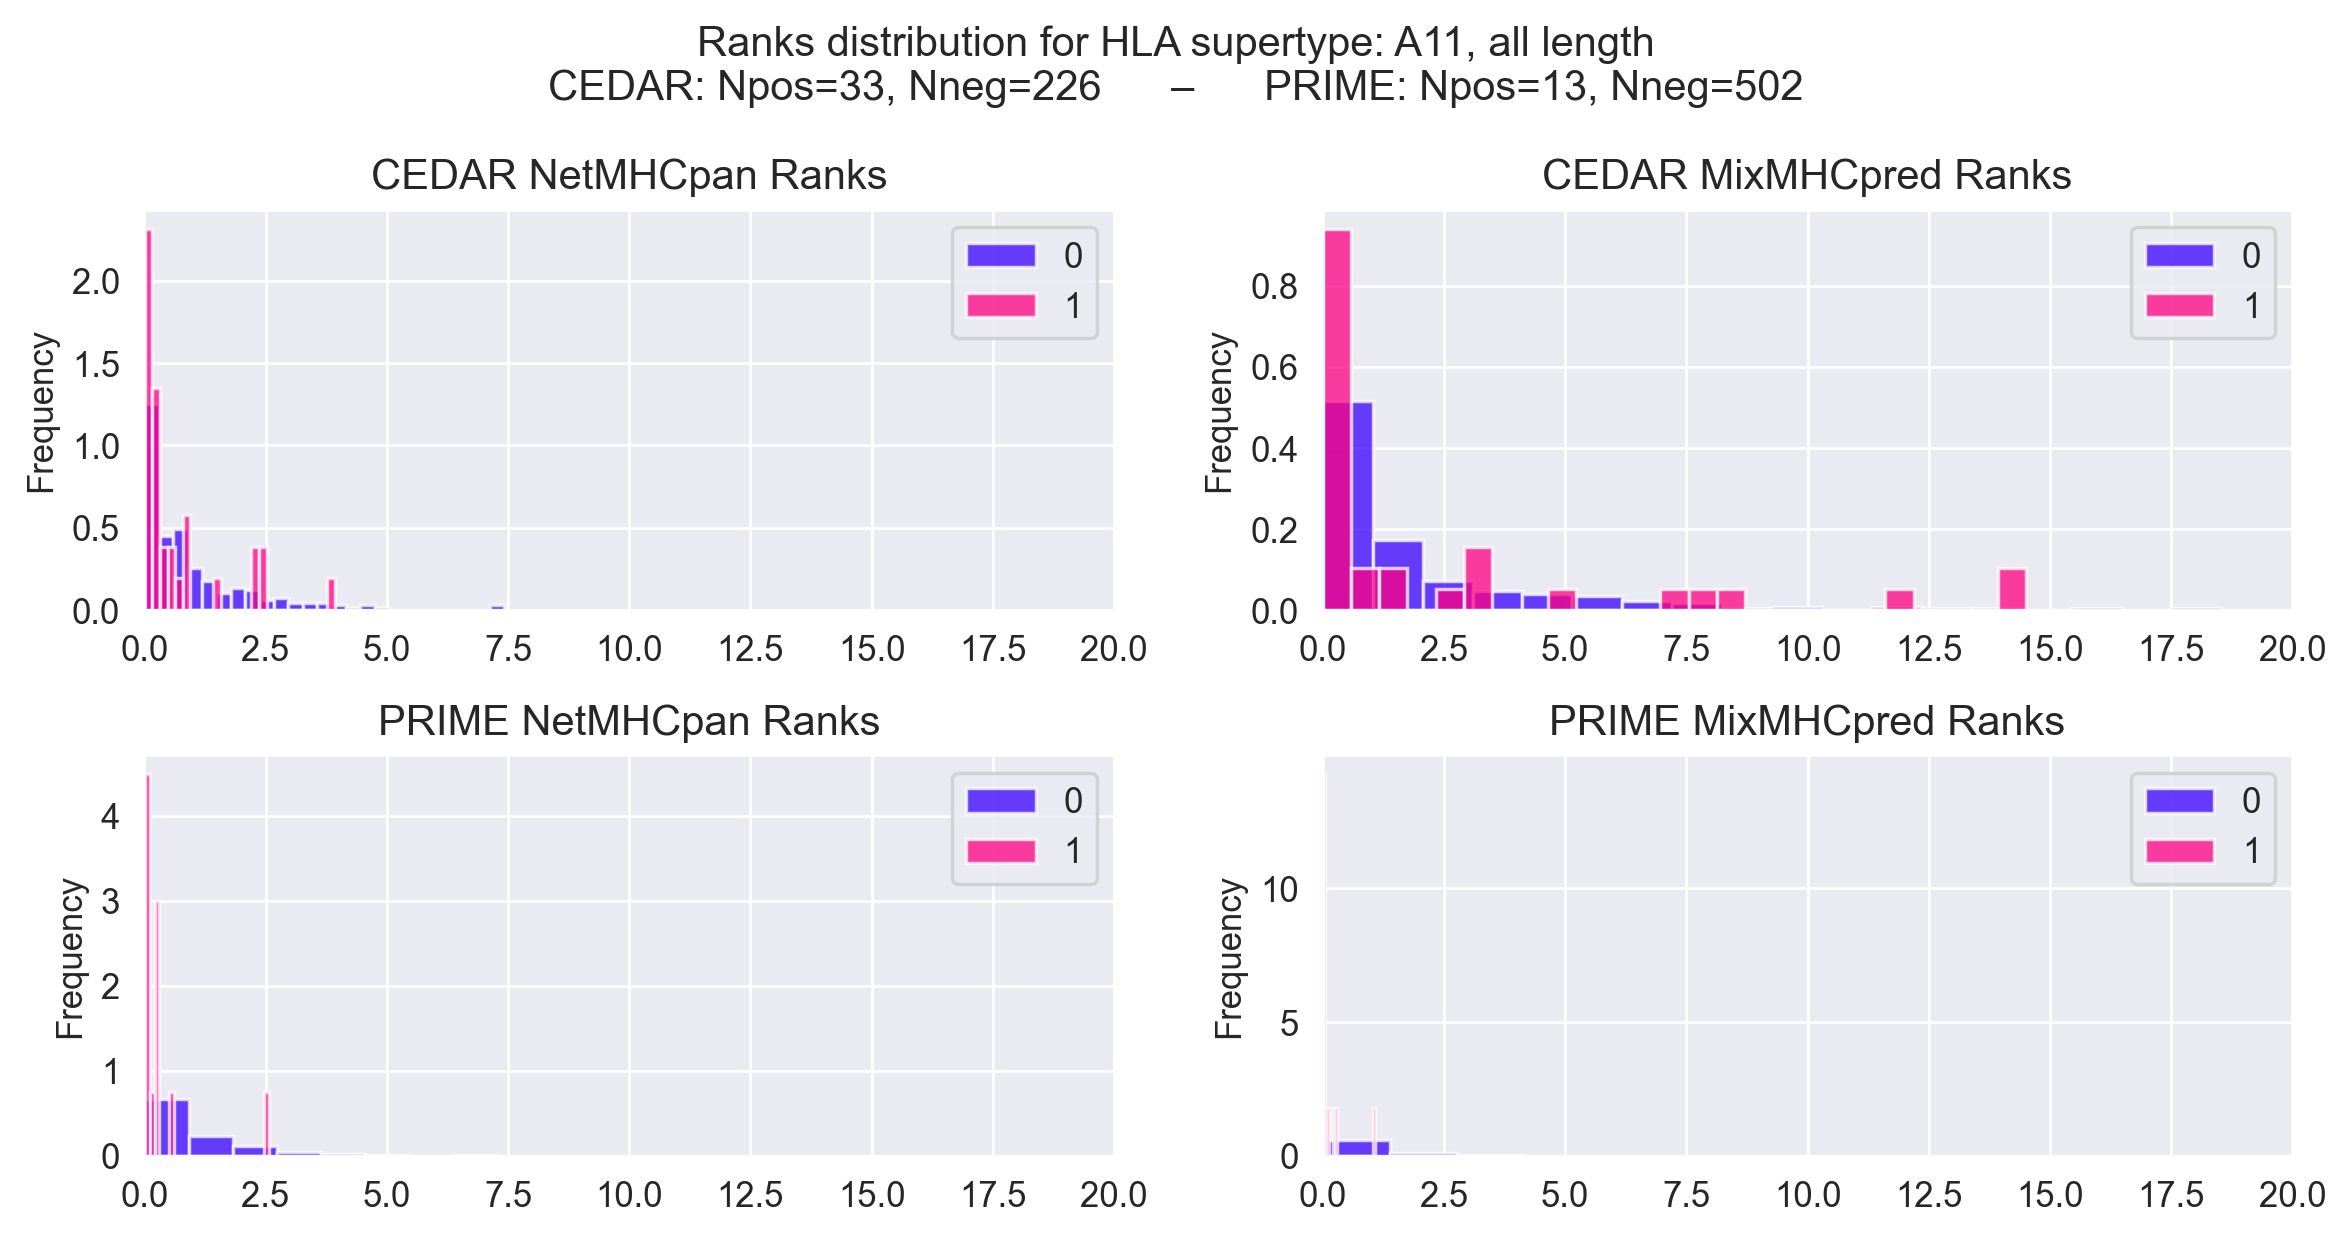 Ranks distribution for HLA supertype: A11, all length
CEDAR: Npos=33, Nneg=226 – PRIME: Npos=13, Nneg=502
CEDAR NetMHCpan Ranks
Frequency
2.0
1.5
1.0
0.5
0.0
0.0 2.5 5.0 7.5 10.0 12.5 15.0 17.5 20.0
0
1
CEDAR MixMHCpred Ranks
Frequency
0.8
0.6
0.4
0.2
0.0
0.0 2.5 5.0 7.5 10.0 12.5 15.0 17.5 20.0
0
1
PRIME NetMHCpan Ranks
Frequency
4
3
2
1
0
0.0 2.5 5.0 7.5 10.0 12.5 15.0 17.5 20.0
0
1
PRIME MixMHCpred Ranks
Frequency
10
5
0
0.0 2.5 5.0 7.5 10.0 12.5 15.0 17.5 20.0
0
1